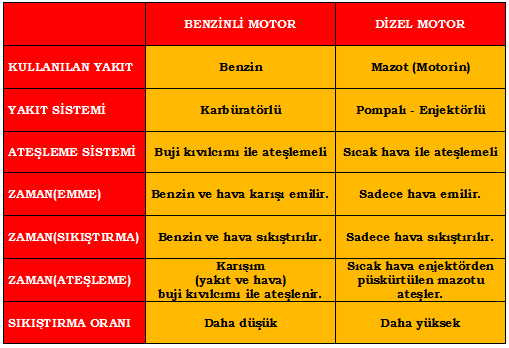 BENZİNLİ MOTOR DİZEL MOTOR
KULLANILAN YAKIT Benzin Mazot (Motorin)
YAKIT SİSTEMİ Karbüratörlü Pompalı - Enjektörlü
ATEŞLEME SİSTEMİ Buji kıvılcımı ile ateşlemeli Sıcak hava ile ateşlemeli
ZAMAN(EMME) Benzin ve hava karışı emilir. Sadece hava emilir.
ZAMAN(SIKIŞTIRMA) Benzin ve hava sıkıştırılır. Sadece hava sıkıştırılır.
ZAMAN(ATEŞLEME)
Karışım
(yakıt ve hava)
buji kıvılcımı ile ateşlenir.
Sıcak hava enjektörden
püskürtülen mazotu
ateşler.
SIKIŞTIRMA ORANI Daha düşük Daha yüksek